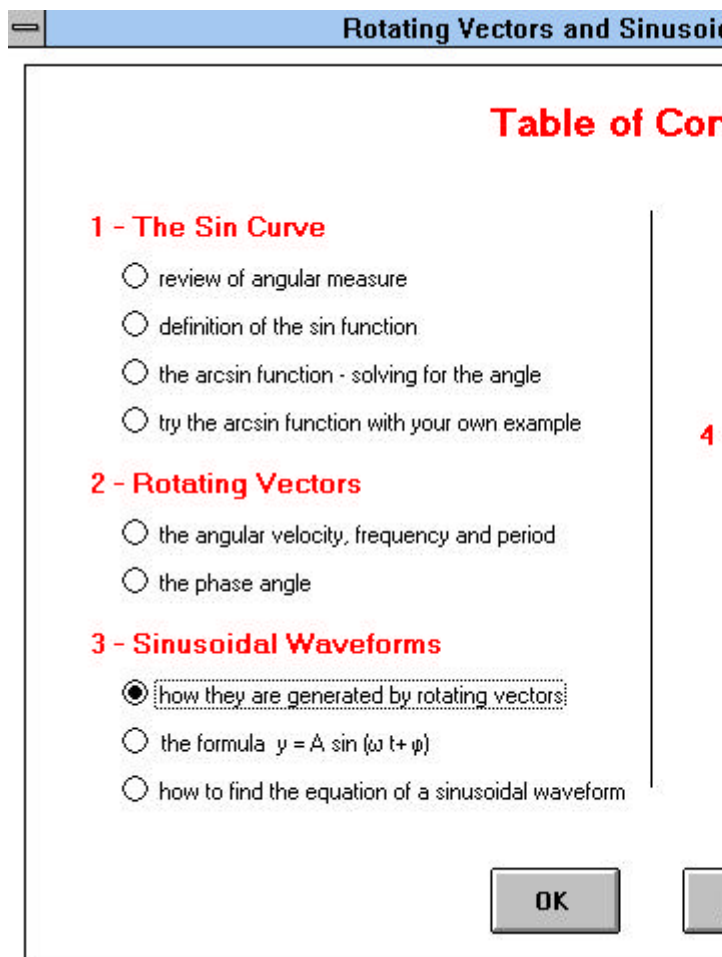 Rotating Vectors and Sinusoid
Table of Con
1 - The Sin Curve
review of angular measure
definition of the sin function
the arcsin function - solving for the angle
try the arcsin function with your own example
4
2 - Rotating Vectors
the angular velocity, frequency and period
the phase angle
3 - Sinusoidal Waveforms
how they are generated by rotating vectors
the formula y = A sin (ω t+ φ)
how to find the equation of a sinusoidal waveform
OK